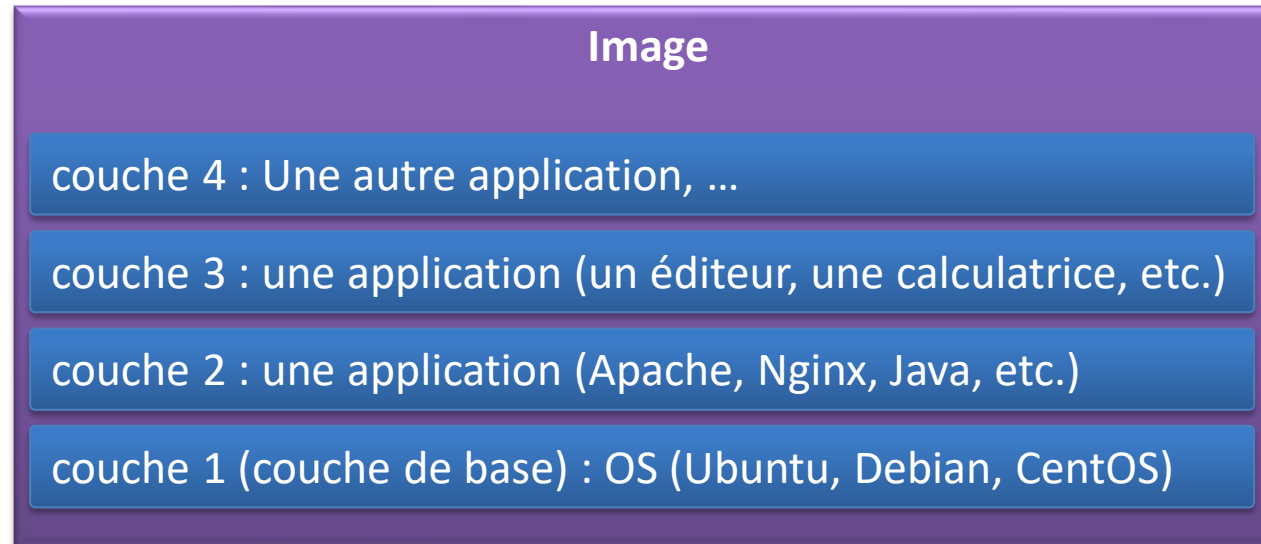 Image
couche 4 : Une autre application, …
couche 3 : une application (un éditeur, une calculatrice, etc.)
couche 2 : une application (Apache, Nginx, Java, etc.)
couche 1 (couche de base) : OS (Ubuntu, Debian, CentOS)